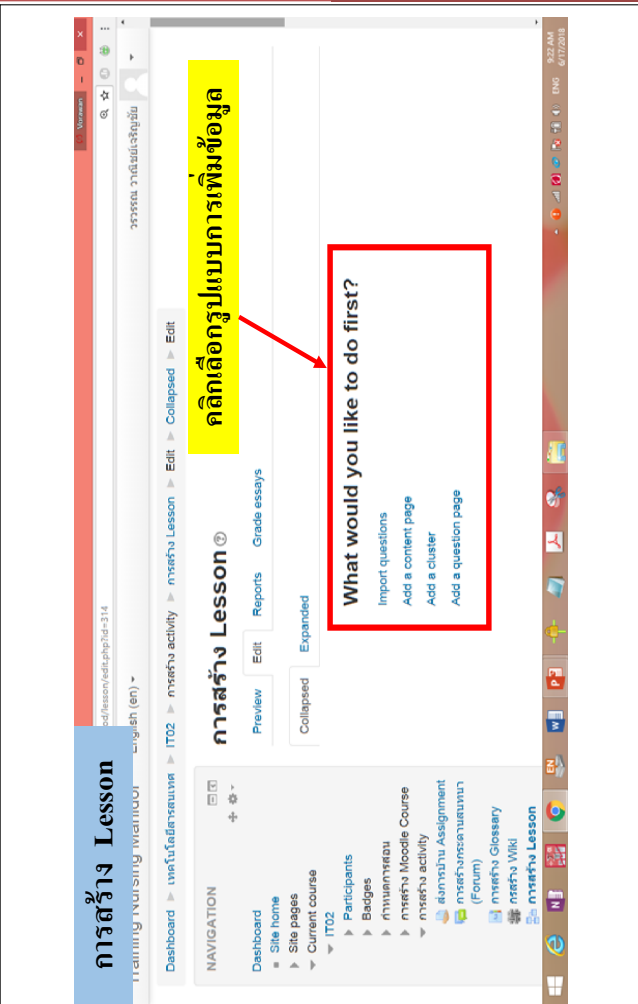 การสร้าง Lesson
Vorawan
od/lesson/edit.php?id=314
Training Nursing Mahidol English (en)
วรวรรณ วาณิชย์เจริญชัย
Dashboard เทคโนโลยีสารสนเทศ IT02 การสร้าง activity การสร้าง Lesson Edit Collapsed Edit
NAVIGATION
Dashboard
Site home
Site pages
Current course
IT02
Participants
Badges
กำหนดการสอน
การสร้าง Moodle Course
การสร้าง activity
ส่งการบ้าน Assignment
การสร้างกระดานสนทนา
(Forum)
การสร้าง Glossary
กรสร้าง Wiki
การสร้าง Lesson
การสร้าง Lesson
คลิกเลือกรูปแบบการเพิ่มข้อมูล
Preview Edit Reports Grade essays
Collapsed Expanded
What would you like to do first?
Import questions
Add a content page
Add a cluster
Add a question page
EN
ENG
9:22 AM
6/17/2018